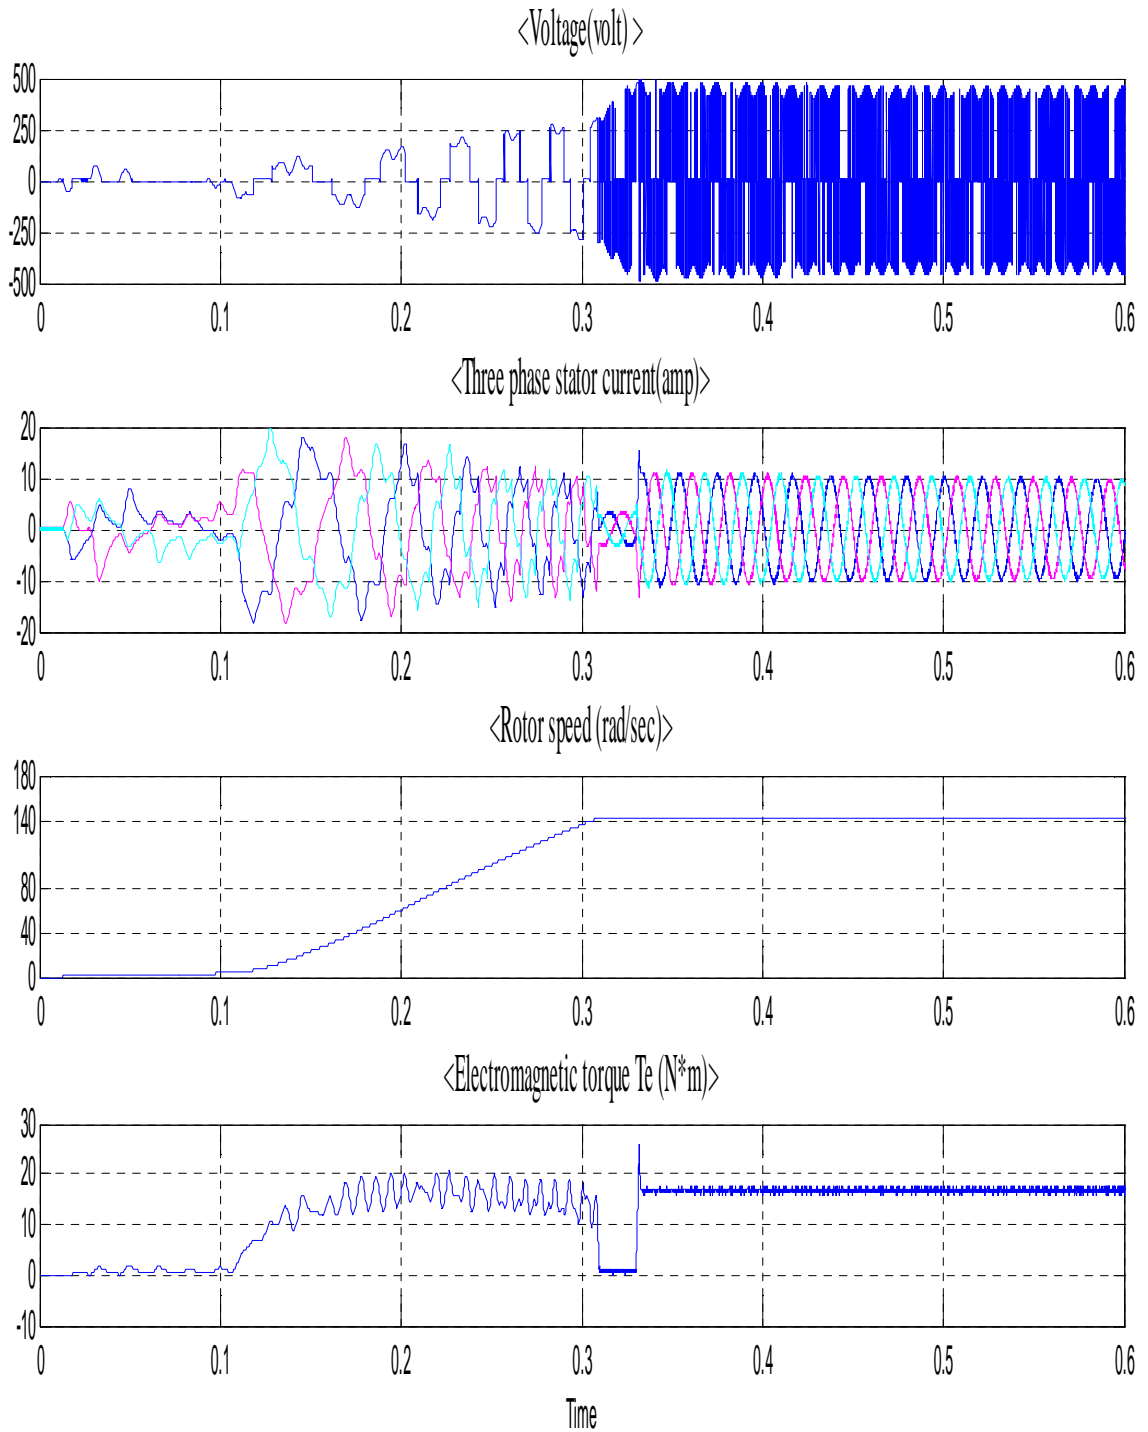 <Voltage(volt) >
500
250
0
-250
-500
0 0.1 0.2 0.3 0.4 0.5 0.6
<Three phase stator current(amp)>
20
10
0
-10
-20
0 0.1 0.2 0.3 0.4 0.5 0.6
<Rotor speed (rad/sec)>
180
140
80
40
0
0 0.1 0.2 0.3 0.4 0.5 0.6
<Electromagnetic torque Te (N*m)>
30
20
10
0
-10
0 0.1 0.2 0.3 0.4 0.5 0.6
Time